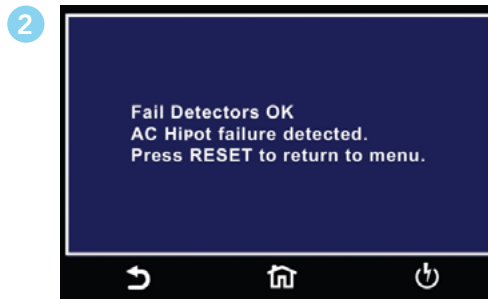 2
Fail Detectors OK
AC Hipot failure detected.
Press RESET to return to menu.